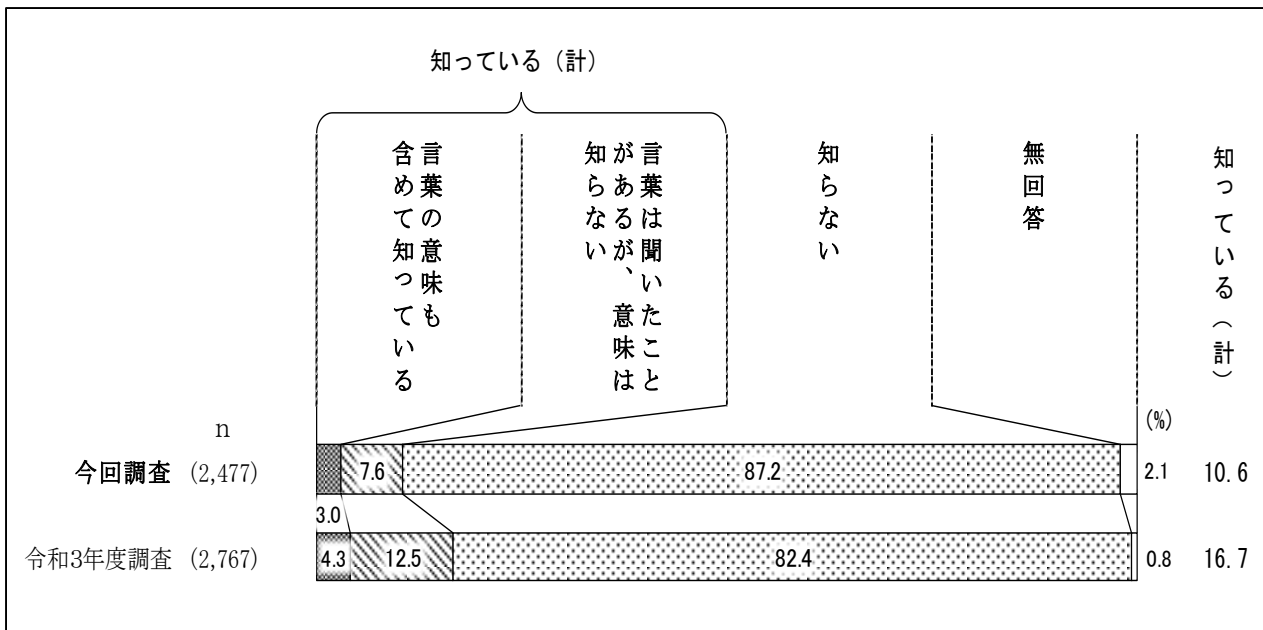 知っている（計）
言葉の意味も
含めて知っている
言葉は聞いたこと
があるが、意味は
知らない
知らない
無回答
知っている（計）
(%)
n
今回調査 (2,477)
7.6
87.2
2.1
10.6
3.0
令和3年度調査 (2,767)
4.3
12.5
82.4
0.8
16.7